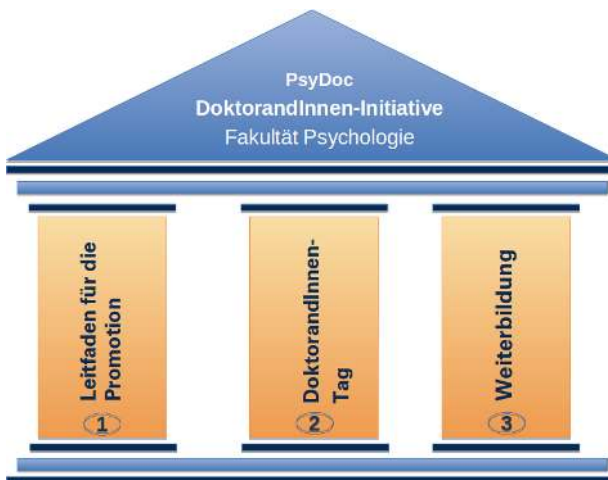 PsyDoc
DoktorandInnen-Initiative
Fakultät Psychologie
Leitfaden für die
Promotion
1
DoktorandInnen-
Tag
2
Weiterbildung
3